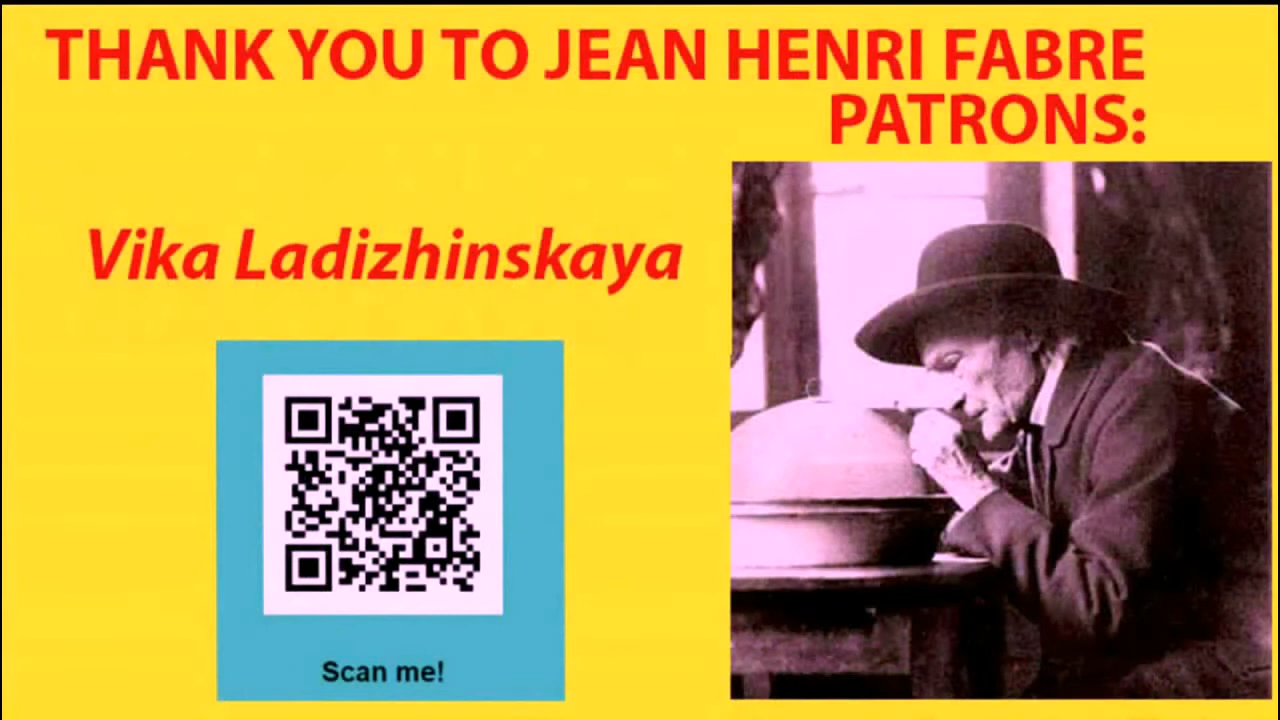 THANK YOU TO JEAN HENRI FABRE
PATRONS:
Vika Ladizhinskaya
Scan me!